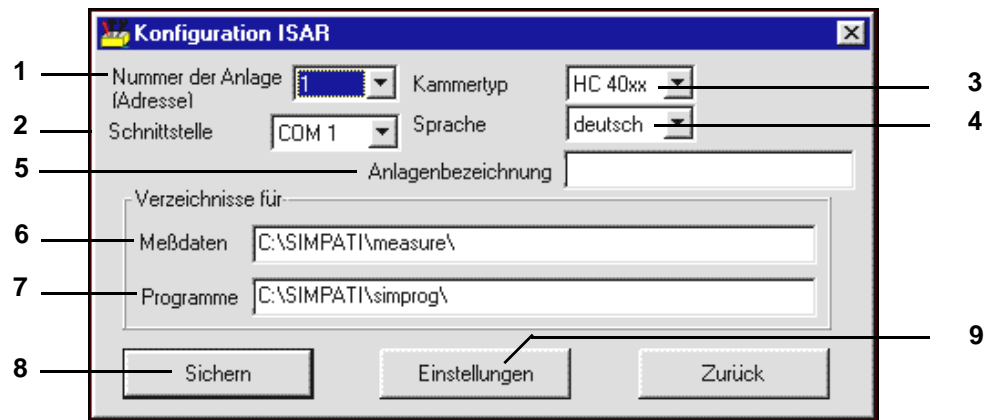 Konfiguration ISAR
1 Nummer der Anlage (Adresse) 1 Kammertyp HC 40xx 3
2 Schnittstelle COM 1 Sprache deutsch 4
5 Anlagenbezeichnung
Verzeichnisse für
6 Meßdaten C:\SIMPATI\measure\
7 Programme C:\SIMPATI\simprog\
9
8 Sichern Einstellungen Zurück